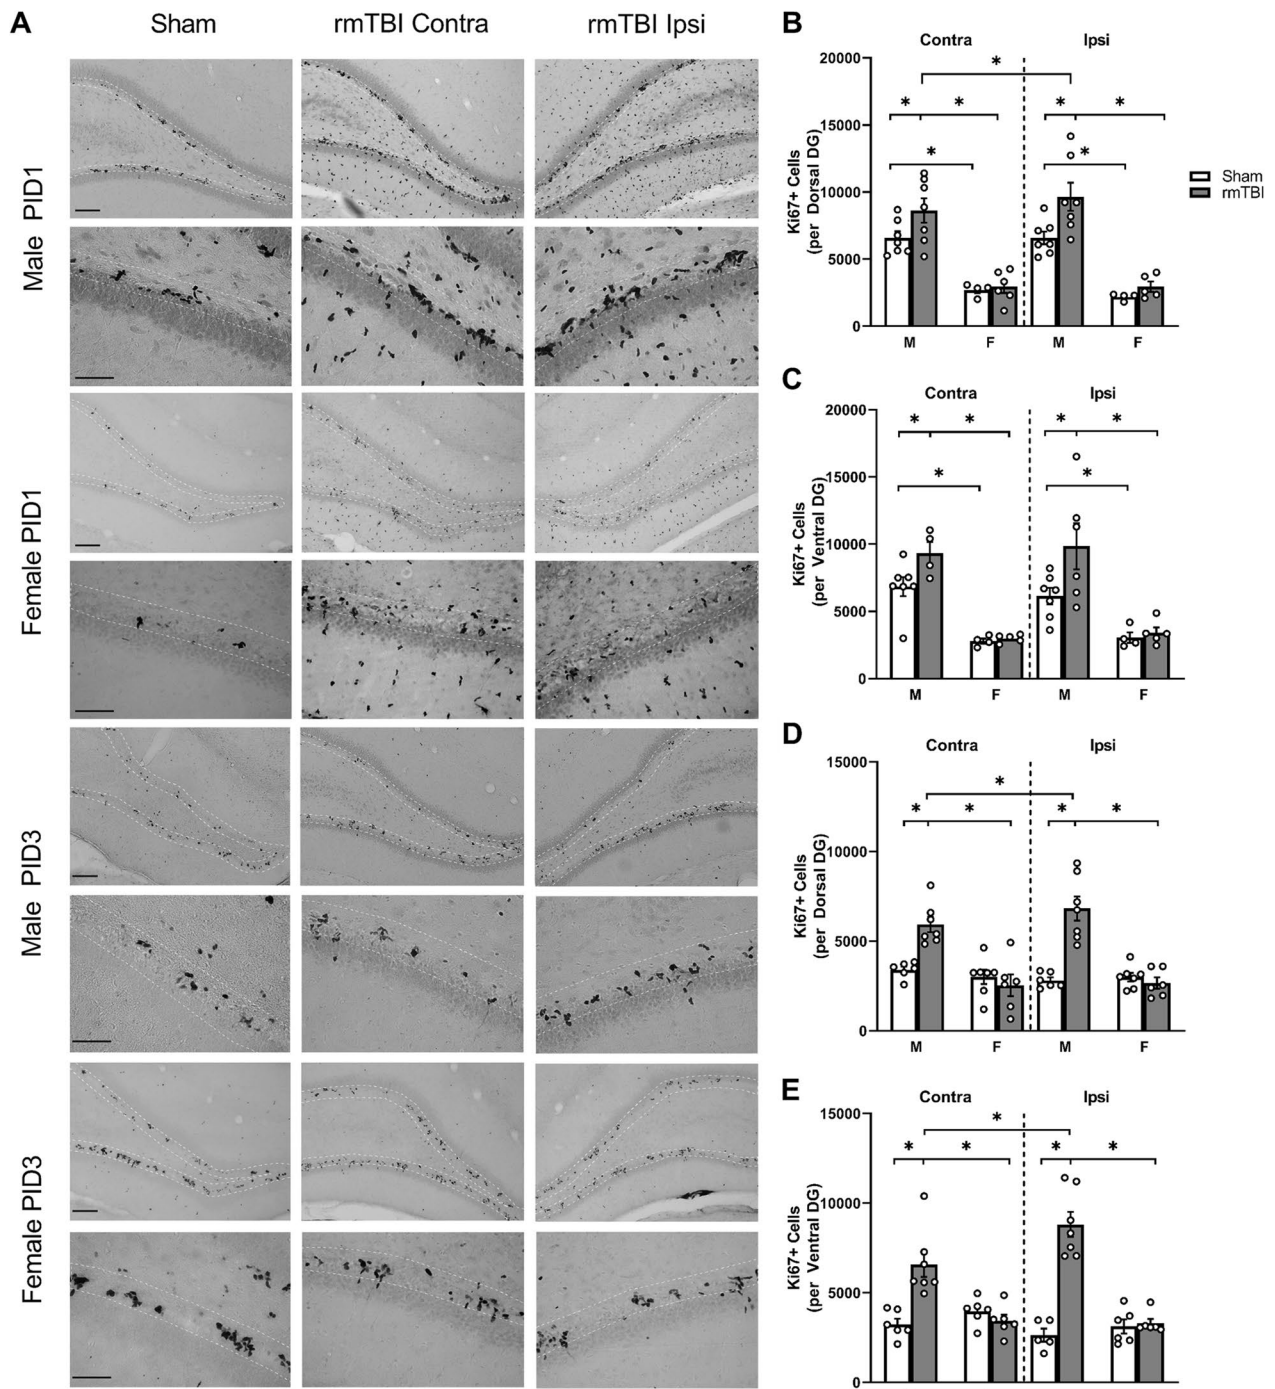 A
Sham
rmTBI Contra
rmTBI Ipsi
Male PID1
Female PID1
Male PID3
Female PID3
B
Contra
Ipsi
20000
15000
10000
5000
0
Ki67+ Cells
(per Dorsal DG)
* * * * * * *
M
F
M
F
Sham
rmTBI
C
Contra
Ipsi
20000
15000
10000
5000
0
Ki67+ Cells
(per Ventral DG)
* * * * * *
M
F
M
F
D
Contra
Ipsi
15000
10000
5000
0
Ki67+ Cells
(per Dorsal DG)
* * * * *
M
F
M
F
E
Contra
Ipsi
15000
10000
5000
0
Ki67+ Cells
(per Ventral DG)
* * * * *
M
F
M
F